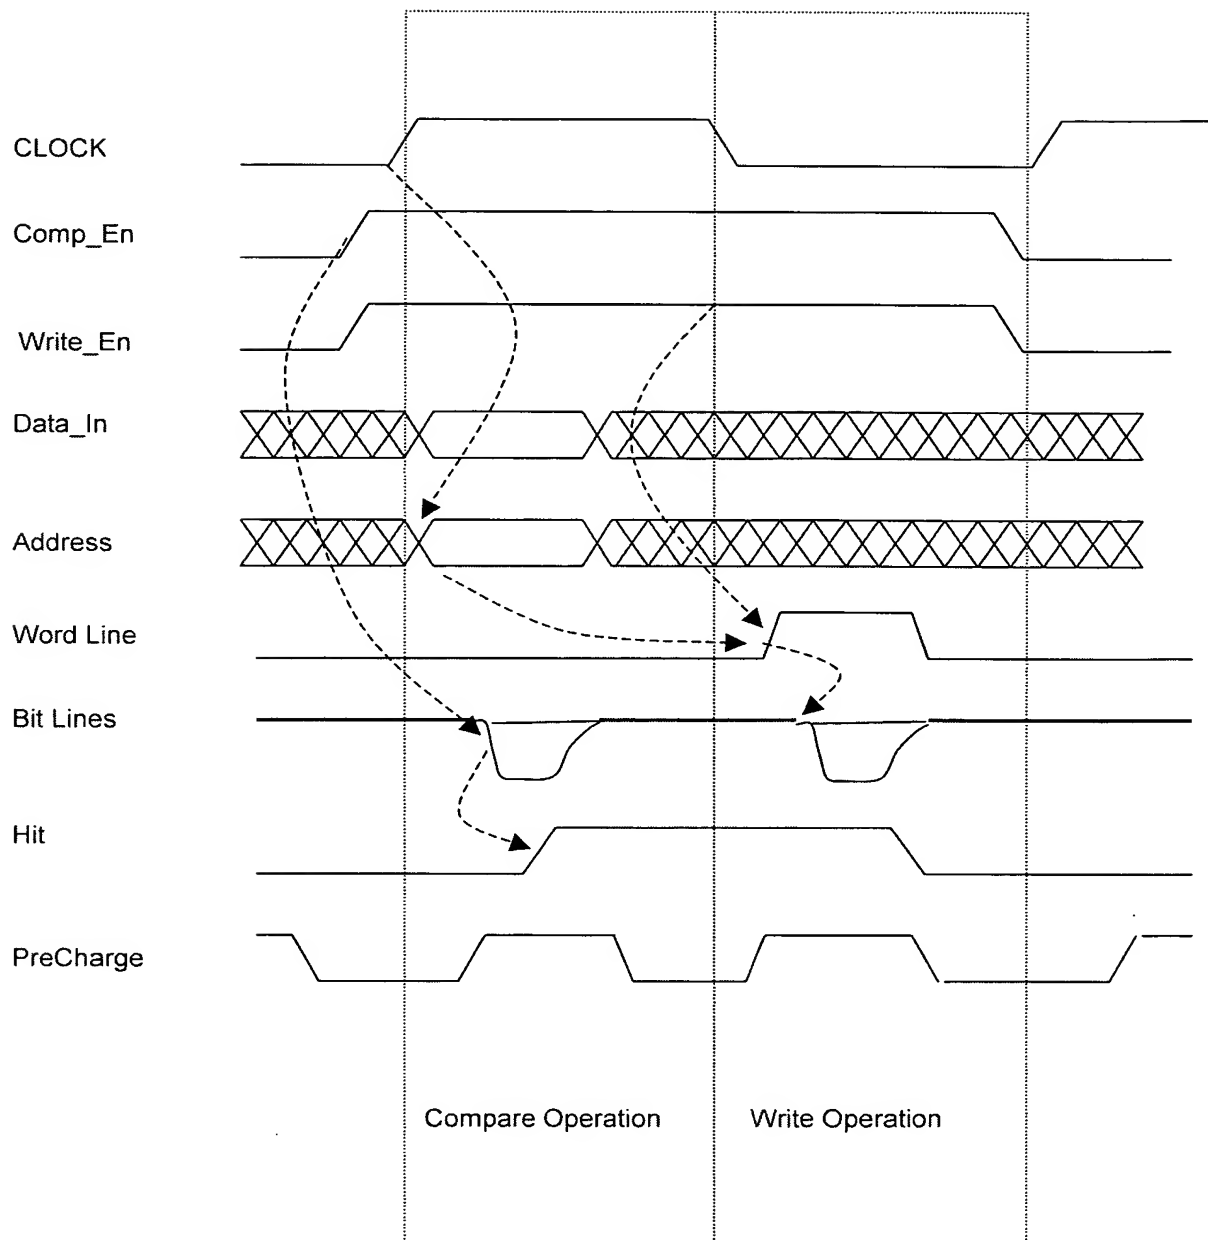 CLOCK
Comp_En
Write_En
Data_In
Address
Word Line
Bit Lines
Hit
PreCharge
Compare Operation
Write Operation